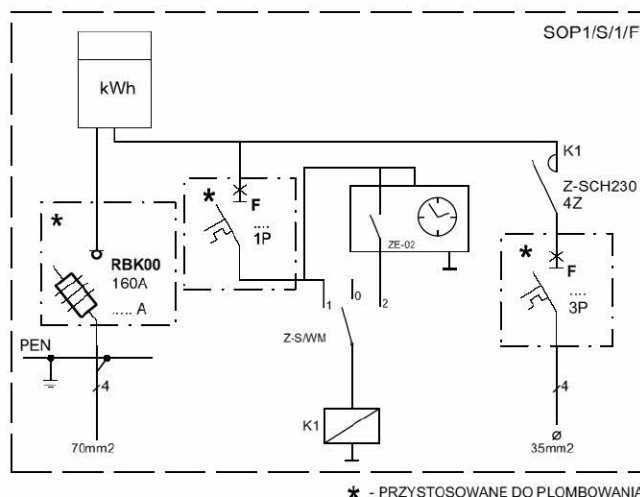 SOP1/S/1/F
kWh
K1
Z-SCH230
4Z
* F
....
1P
ZE-02
* RBK00
160A
..... A
* F
....
3P
1 0 2
Z-S/WM
PEN
4
K1
4
70mm2
ø
35mm2
* - PRZYSTOSOWANE DO PLOMBOWANIA